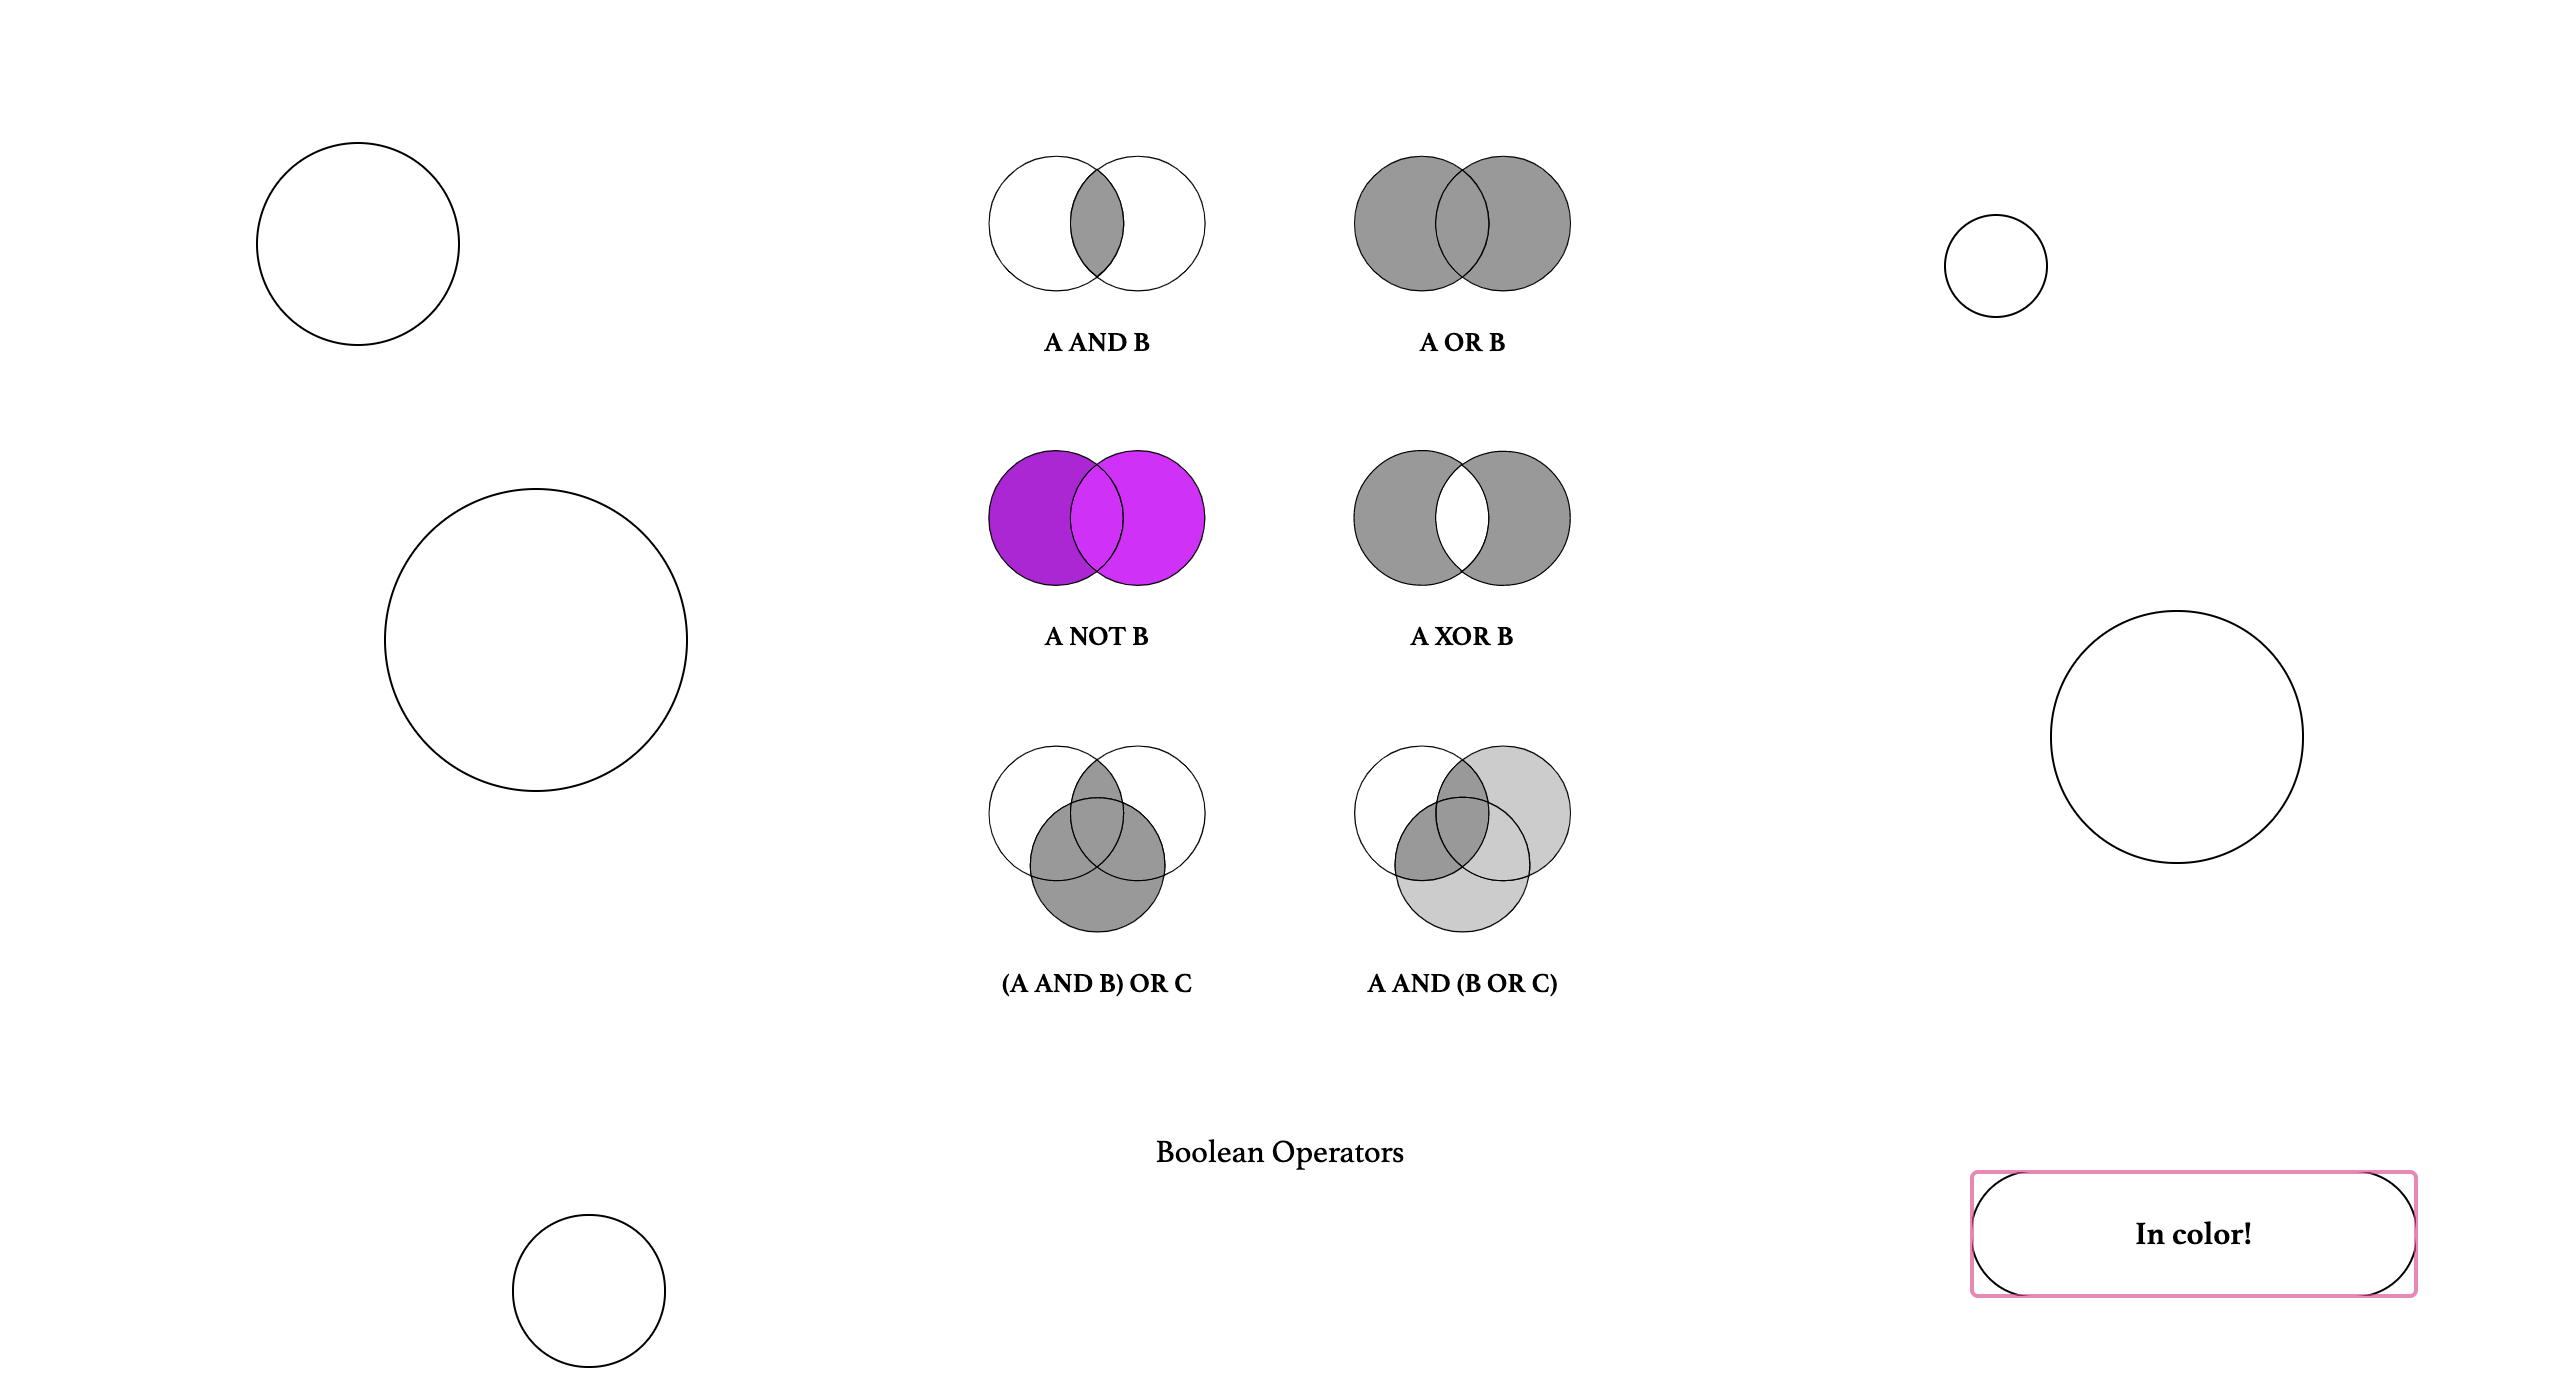 A AND B
A OR B
A NOT B
A XOR B
(A AND B) OR C
A AND (B OR C)
Boolean Operators
In color!